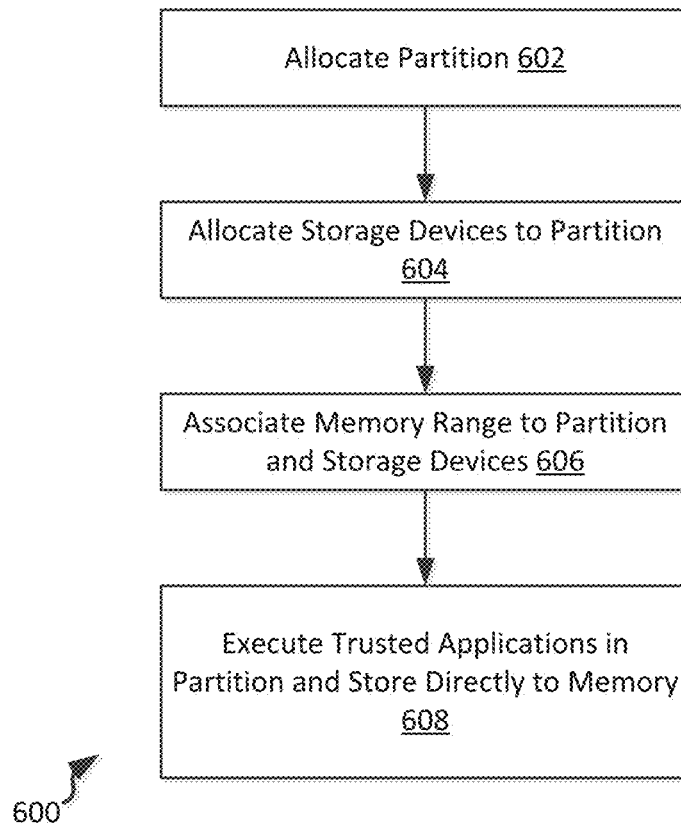 Allocate Partition 602
Allocate Storage Devices to Partition
604
Associate Memory Range to Partition
and Storage Devices 606
Execute Trusted Applications in
Partition and Store Directly to Memory
608
600